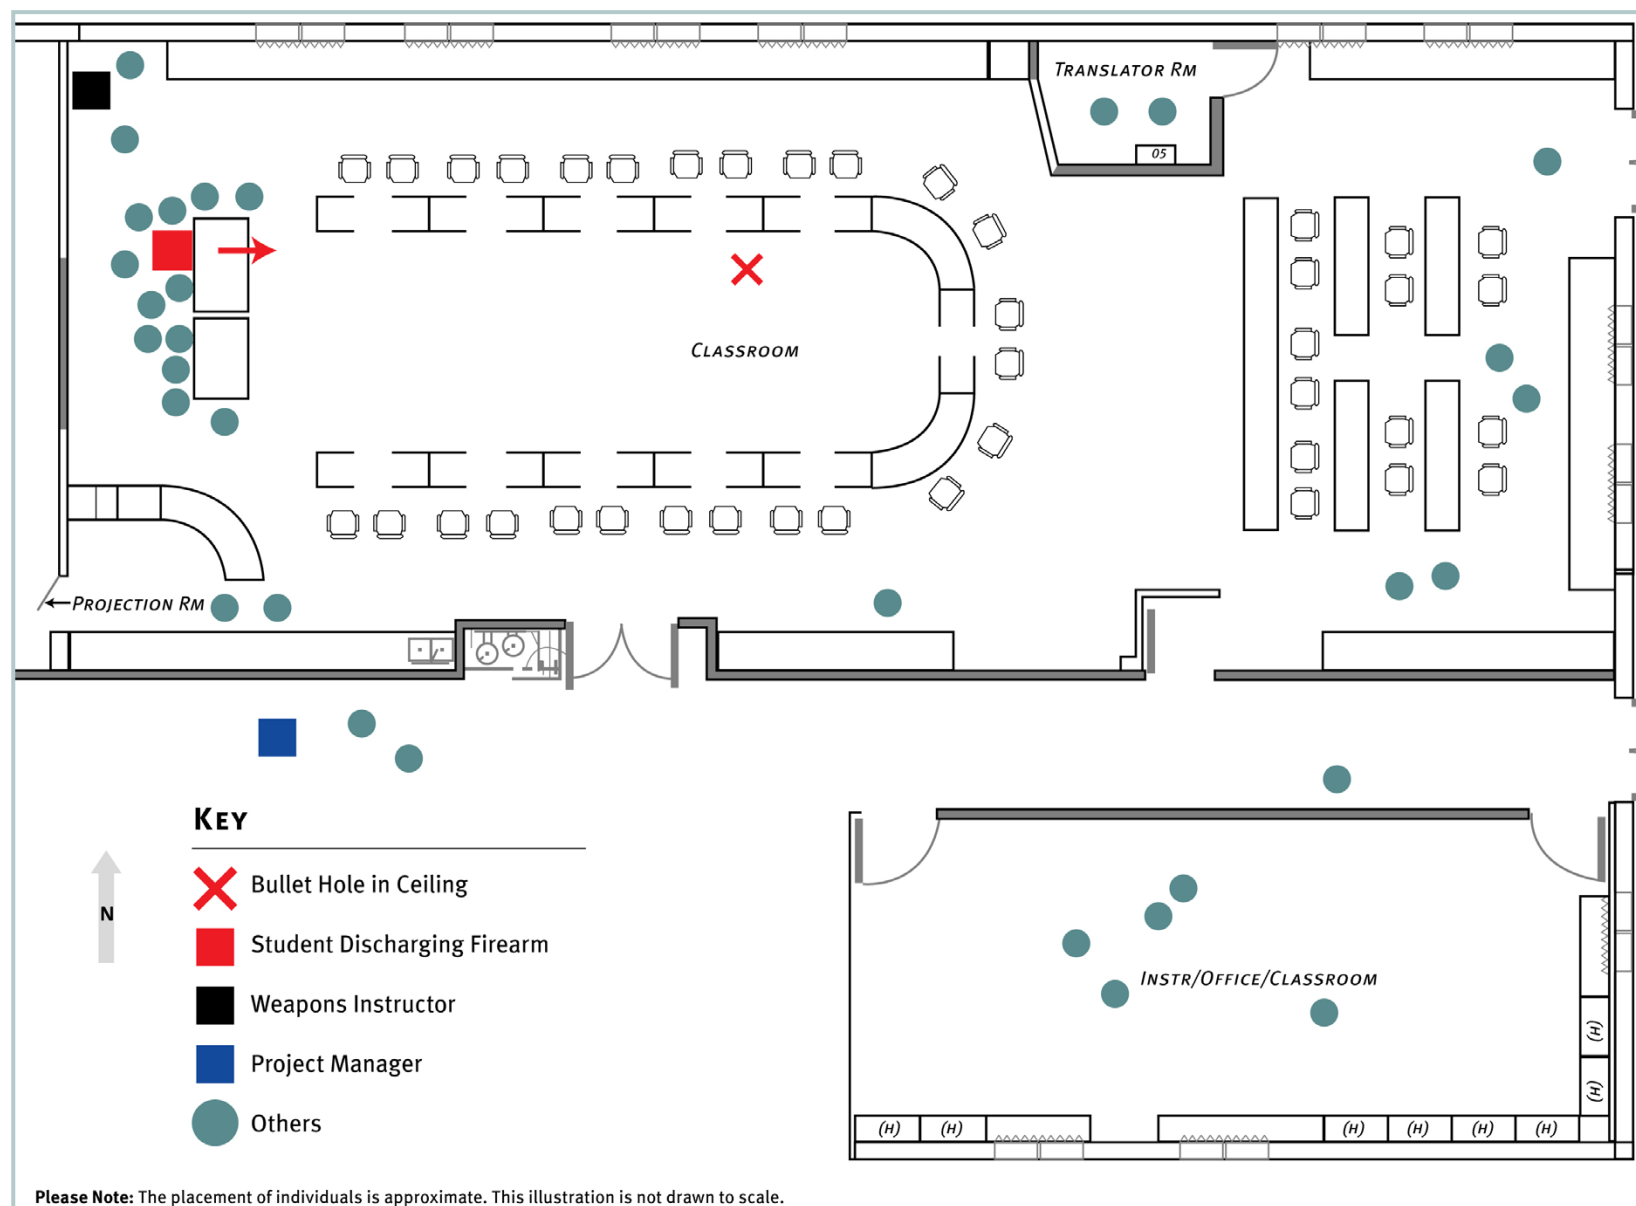 TRANSLATOR RM
05
CLASSROOM
PROJECTION RM
KEY
Bullet Hole in Ceiling
Student Discharging Firearm
N
Weapons Instructor
INSTR/OFFICE/CLASSROOM
(H)
Project Manager
(H)
Others
(H) (H) (H) (H) (H) (H)
Please Note: The placement of individuals is approximate. This illustration is not drawn to scale.